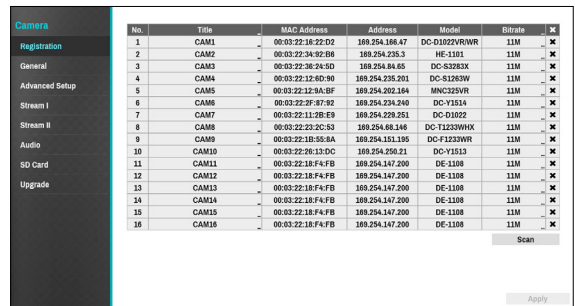 Camera
Registration
General
Advanced Setup
Stream I
Stream II
Audio
SD Card
Upgrade
No. Title MAC Address Address Model Bitrate ✖
1 CAM1 _ 00:03:22:16:22:D2 169.254.166.47 DC-D1022VR/WR 11M _ ✖
2 CAM2 _ 00:03:22:34:92:B6 169.254.235.3 HE-1101 11M _ ✖
3 CAM3 _ 00:03:22:36:24:5D 169.254.84.65 DC-S3283X 11M _ ✖
4 CAM4 _ 00:03:22:12:6D:90 169.254.235.201 DC-S1263W 11M _ ✖
5 CAM5 _ 00:03:22:12:9A:BF 169.254.202.164 MNC325VR 11M _ ✖
6 CAM6 _ 00:03:22:2F:87:92 169.254.234.240 DC-Y1514 11M _ ✖
7 CAM7 _ 00:03:22:11:2B:E9 169.254.229.251 DC-D1022 11M _ ✖
8 CAM8 _ 00:03:22:23:2C:53 169.254.68.146 DC-T1233WHX 11M _ ✖
9 CAM9 _ 00:03:22:1B:55:8A 169.254.151.195 DC-F1233WR 11M _ ✖
10 CAM10 _ 00:03:22:26:13:DC 169.254.250.21 DC-Y1513 11M _ ✖
11 CAM11 _ 00:03:22:18:F4:FB 169.254.147.200 DE-1108 11M _ ✖
12 CAM12 _ 00:03:22:18:F4:FB 169.254.147.200 DE-1108 11M _ ✖
13 CAM13 _ 00:03:22:18:F4:FB 169.254.147.200 DE-1108 11M _ ✖
14 CAM14 _ 00:03:22:18:F4:FB 169.254.147.200 DE-1108 11M _ ✖
15 CAM15 _ 00:03:22:18:F4:FB 169.254.147.200 DE-1108 11M _ ✖
16 CAM16 _ 00:03:22:18:F4:FB 169.254.147.200 DE-1108 11M _ ✖
Scan
Apply